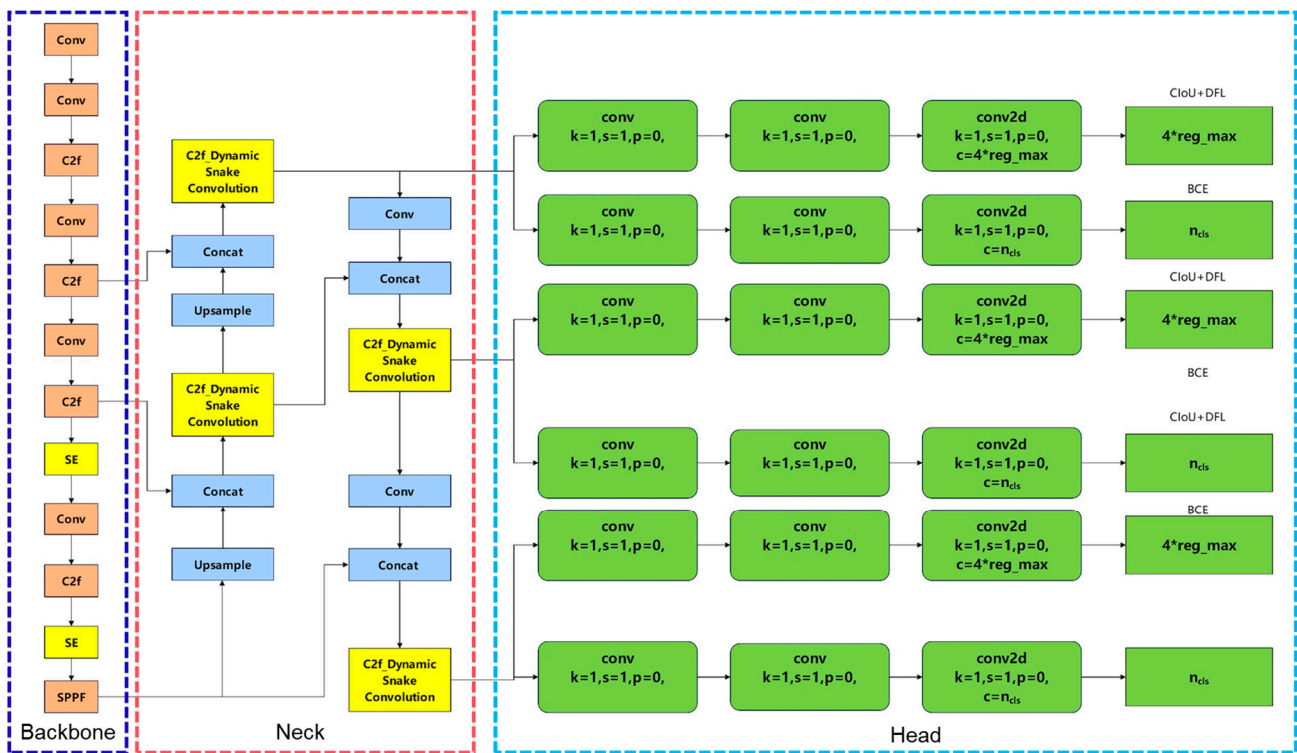 Conv
Conv
C2f
Conv
C2f
Conv
C2f
SE
Conv
C2f
SE
SPPF
Backbone
C2f_Dynamic
Snake
Convolution
Concat
Upsample
C2f_Dynamic
Snake
Convolution
Concat
Upsample
Conv
Concat
C2f_Dynamic
Snake
Convolution
Conv
Concat
C2f_Dynamic
Snake
Convolution
Neck
conv
k=1,s=1,p=0,
conv
k=1,s=1,p=0,
conv2d
k=1,s=1,p=0,
c=4*reg_max
CIoU+DFL
4*reg_max
conv
k=1,s=1,p=0,
conv
k=1,s=1,p=0,
conv2d
k=1,s=1,p=0,
c=ncls
BCE
ncls
conv
k=1,s=1,p=0,
conv
k=1,s=1,p=0,
conv2d
k=1,s=1,p=0,
c=4*reg_max
CIoU+DFL
4*reg_max
BCE
conv
k=1,s=1,p=0,
conv
k=1,s=1,p=0,
conv2d
k=1,s=1,p=0,
c=ncls
CIoU+DFL
ncls
conv
k=1,s=1,p=0,
conv
k=1,s=1,p=0,
conv2d
k=1,s=1,p=0,
c=4*reg_max
BCE
4*reg_max
conv
k=1,s=1,p=0,
conv
k=1,s=1,p=0,
conv2d
k=1,s=1,p=0,
c=ncls
ncls
Head